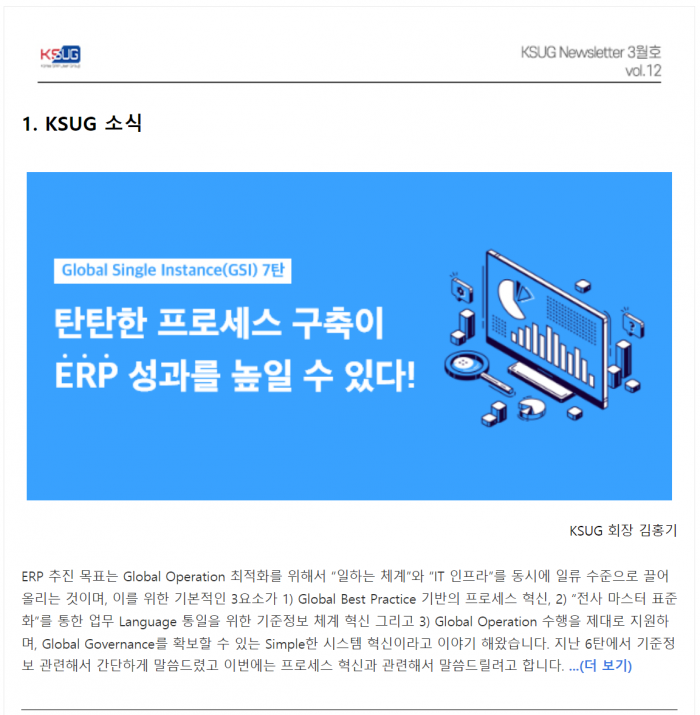 KSUG
KSUG Newsletter 3월호
vol.12
1. KSUG 소식
Global Single Instance(GSI) 7탄
탄탄한 프로세스 구축이
ERP 성과를 높일 수 있다!
KSUG 회장 김홍기
ERP 추진 목표는 Global Operation 최적화를 위해서 “일하는 체계”와 “IT 인프라”를 동시에 일류 수준으로 끌어
올리는 것이며, 이를 위한 기본적인 3요소가 1) Global Best Practice 기반의 프로세스 혁신, 2) “전사 마스터 표준
화”를 통한 업무 Language 통일을 위한 기준정보 체계 혁신 그리고 3) Global Operation 수행을 제대로 지원하
며, Global Governance를 확보할 수 있는 Simple한 시스템 혁신이라고 이야기 해왔습니다. 지난 6탄에서 기준정
보 관련해서 간단하게 말씀드렸고 이번에는 프로세스 혁신과 관련해서 말씀드릴려고 합니다. ...(더 보기)